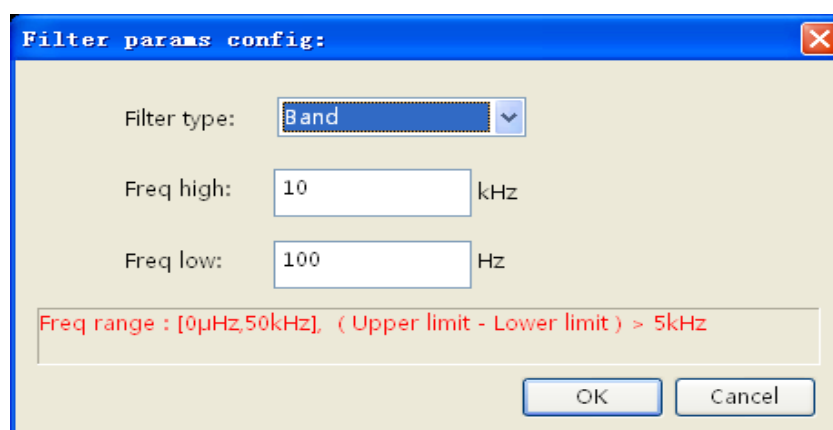 Filter params config:
Filter type: Band
Freq high: 10 kHz
Freq low: 100 Hz
Freq range : [0μHz,50kHz], ( Upper limit - Lower limit ) > 5kHz
OK Cancel